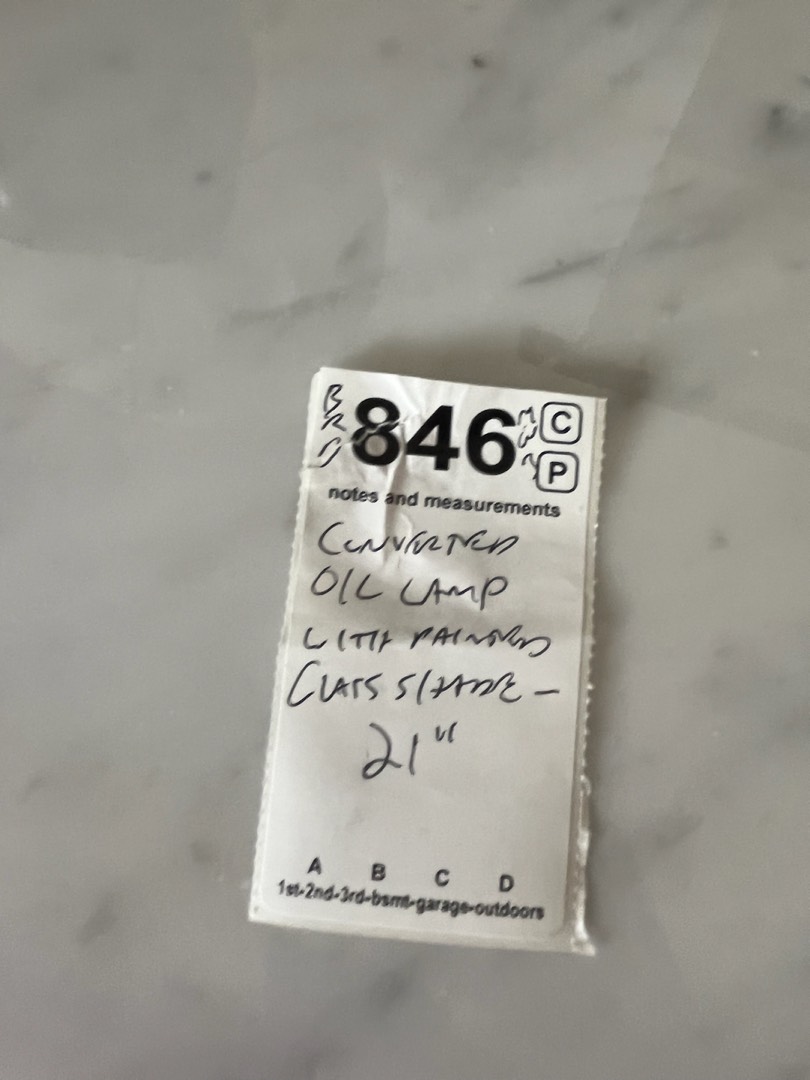 846 C
P
notes and measurements
CONVERTED
OIL LAMP
WITH PAINTED
GLASS SHADE –
21"
A B C D
1st-2nd-3rd-bsmt-garage-outdoors